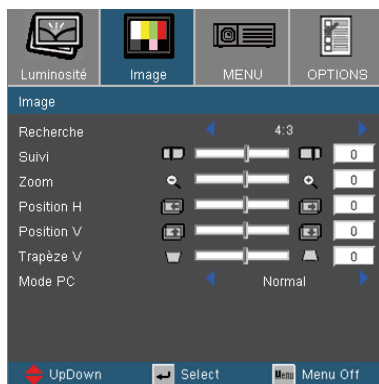 Luminosité Image MENU OPTIONS
Image
Recherche 4:3
Suivi 0
Zoom 0
Position H 0
Position V 0
Trapèze V 0
Mode PC Normal
UpDown Select Menu Menu Off